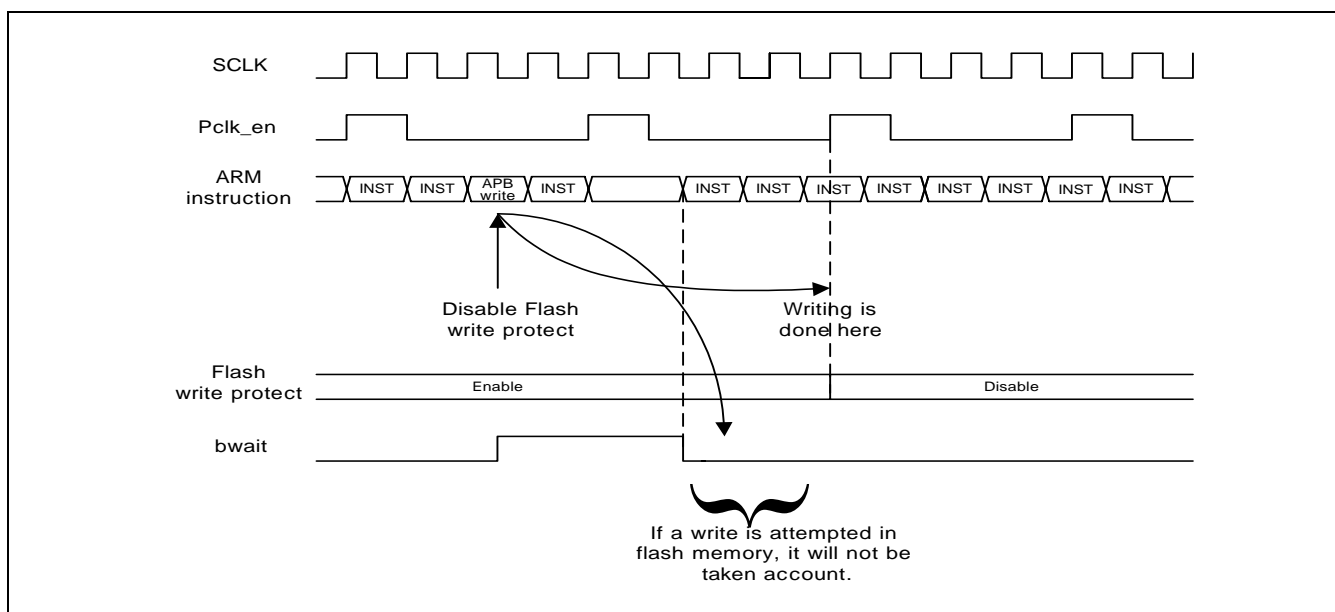 SCLK
Pclk_en
ARM
instruction
INST INST APB write INST INST INST INST INST INST INST INST INST
Disable Flash
write protect
Writing is
done here
Flash
write protect
Enable Disable
bwait
If a write is attempted in
flash memory, it will not be
taken account.